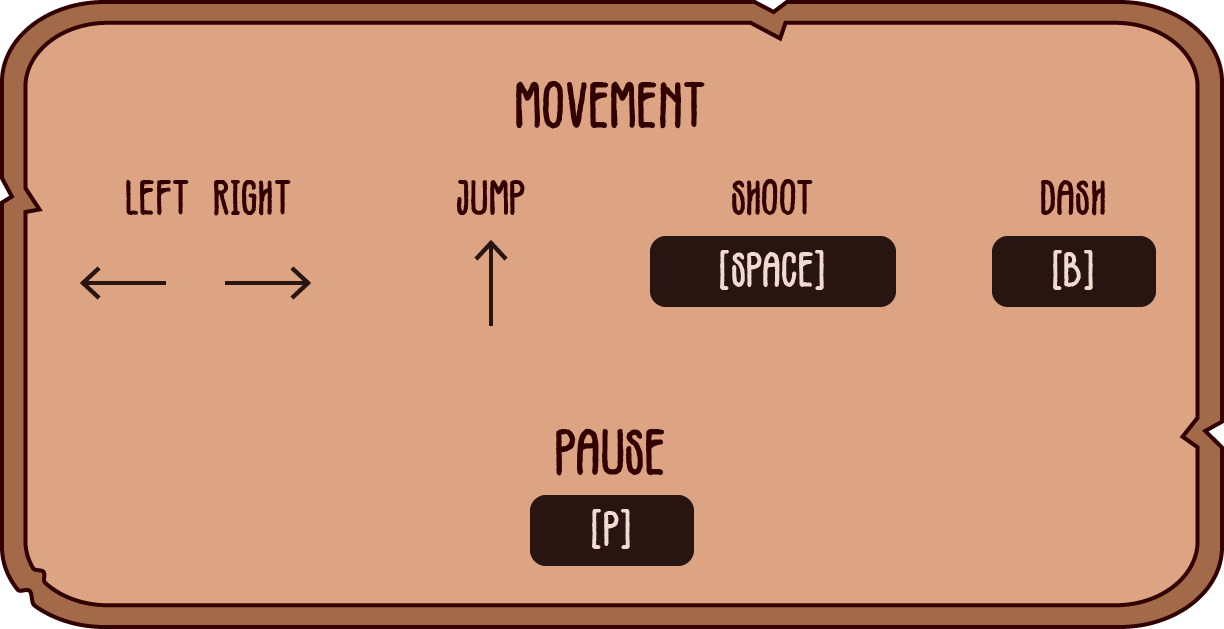 MOVEMENT
LEFT RIGHT JUMP SHOOT DASH
[SPACE] [B]
PAUSE
[P]